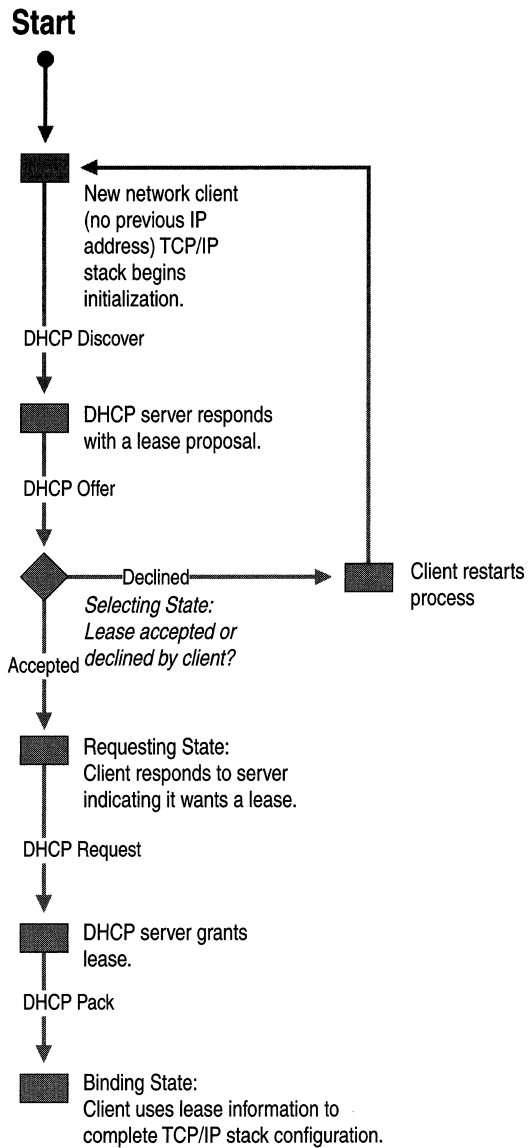 Start
New network client
(no previous IP
address) TCP/IP
stack begins
initialization.
DHCP Discover
DHCP server responds
with a lease proposal.
DHCP Offer
Declined
Client restarts
process
Selecting State:
Lease accepted or
declined by client?
Accepted
Requesting State:
Client responds to server
indicating it wants a lease.
DHCP Request
DHCP server grants
lease.
DHCP Pack
Binding State:
Client uses lease information to
complete TCP/IP stack configuration.